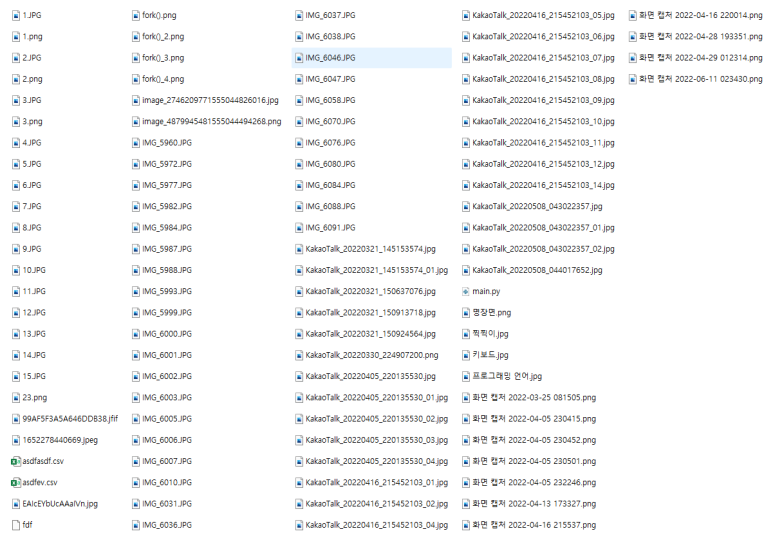 1.JPG
1.png
2.JPG
2.png
3.JPG
3.png
4.JPG
5.JPG
6.JPG
7.JPG
8.JPG
9.JPG
10.JPG
11.JPG
12.JPG
13.JPG
14.JPG
15.JPG
23.png
99AF5F3A5A646DDB38.jfif
1652278440669.jpeg
asdfasdf.csv
asdfev.csv
EAIcEYbUcAAaIVn.jpg
fdf
fork().png
fork()_2.png
fork()_3.png
fork()_4.png
image_2746209771555044826016.jpg
image_4879945481555044494268.png
IMG_5960.JPG
IMG_5972.JPG
IMG_5977.JPG
IMG_5982.JPG
IMG_5984.JPG
IMG_5987.JPG
IMG_5988.JPG
IMG_5993.JPG
IMG_5999.JPG
IMG_6000.JPG
IMG_6001.JPG
IMG_6002.JPG
IMG_6003.JPG
IMG_6005.JPG
IMG_6006.JPG
IMG_6007.JPG
IMG_6010.JPG
IMG_6031.JPG
IMG_6036.JPG
IMG_6037.JPG
IMG_6038.JPG
IMG_6046.JPG
IMG_6047.JPG
IMG_6058.JPG
IMG_6070.JPG
IMG_6076.JPG
IMG_6080.JPG
IMG_6084.JPG
IMG_6088.JPG
IMG_6091.JPG
KakaoTalk_20220321_145153574.jpg
KakaoTalk_20220321_145153574_01.jpg
KakaoTalk_20220321_150637076.jpg
KakaoTalk_20220321_150913718.jpg
KakaoTalk_20220321_150924564.jpg
KakaoTalk_20220330_224907200.png
KakaoTalk_20220405_220135530.jpg
KakaoTalk_20220405_220135530_01.jpg
KakaoTalk_20220405_220135530_02.jpg
KakaoTalk_20220405_220135530_03.jpg
KakaoTalk_20220405_220135530_04.jpg
KakaoTalk_20220416_215452103_01.jpg
KakaoTalk_20220416_215452103_02.jpg
KakaoTalk_20220416_215452103_04.jpg
KakaoTalk_20220416_215452103_05.jpg
KakaoTalk_20220416_215452103_06.jpg
KakaoTalk_20220416_215452103_07.jpg
KakaoTalk_20220416_215452103_08.jpg
KakaoTalk_20220416_215452103_09.jpg
KakaoTalk_20220416_215452103_10.jpg
KakaoTalk_20220416_215452103_11.jpg
KakaoTalk_20220416_215452103_12.jpg
KakaoTalk_20220416_215452103_14.jpg
KakaoTalk_20220508_043022357.jpg
KakaoTalk_20220508_043022357_01.jpg
KakaoTalk_20220508_043022357_02.jpg
KakaoTalk_20220508_044017652.jpg
main.py
명장면.png
찍찍이.jpg
키보드.jpg
프로그래밍 언어.jpg
화면 캡처 2022-03-25 081505.png
화면 캡처 2022-04-05 230415.png
화면 캡처 2022-04-05 230452.png
화면 캡처 2022-04-05 230501.png
화면 캡처 2022-04-05 232246.png
화면 캡처 2022-04-13 173327.png
화면 캡처 2022-04-16 215537.png
화면 캡처 2022-04-16 220014.png
화면 캡처 2022-04-28 193351.png
화면 캡처 2022-04-29 012314.png
화면 캡처 2022-06-11 023430.png